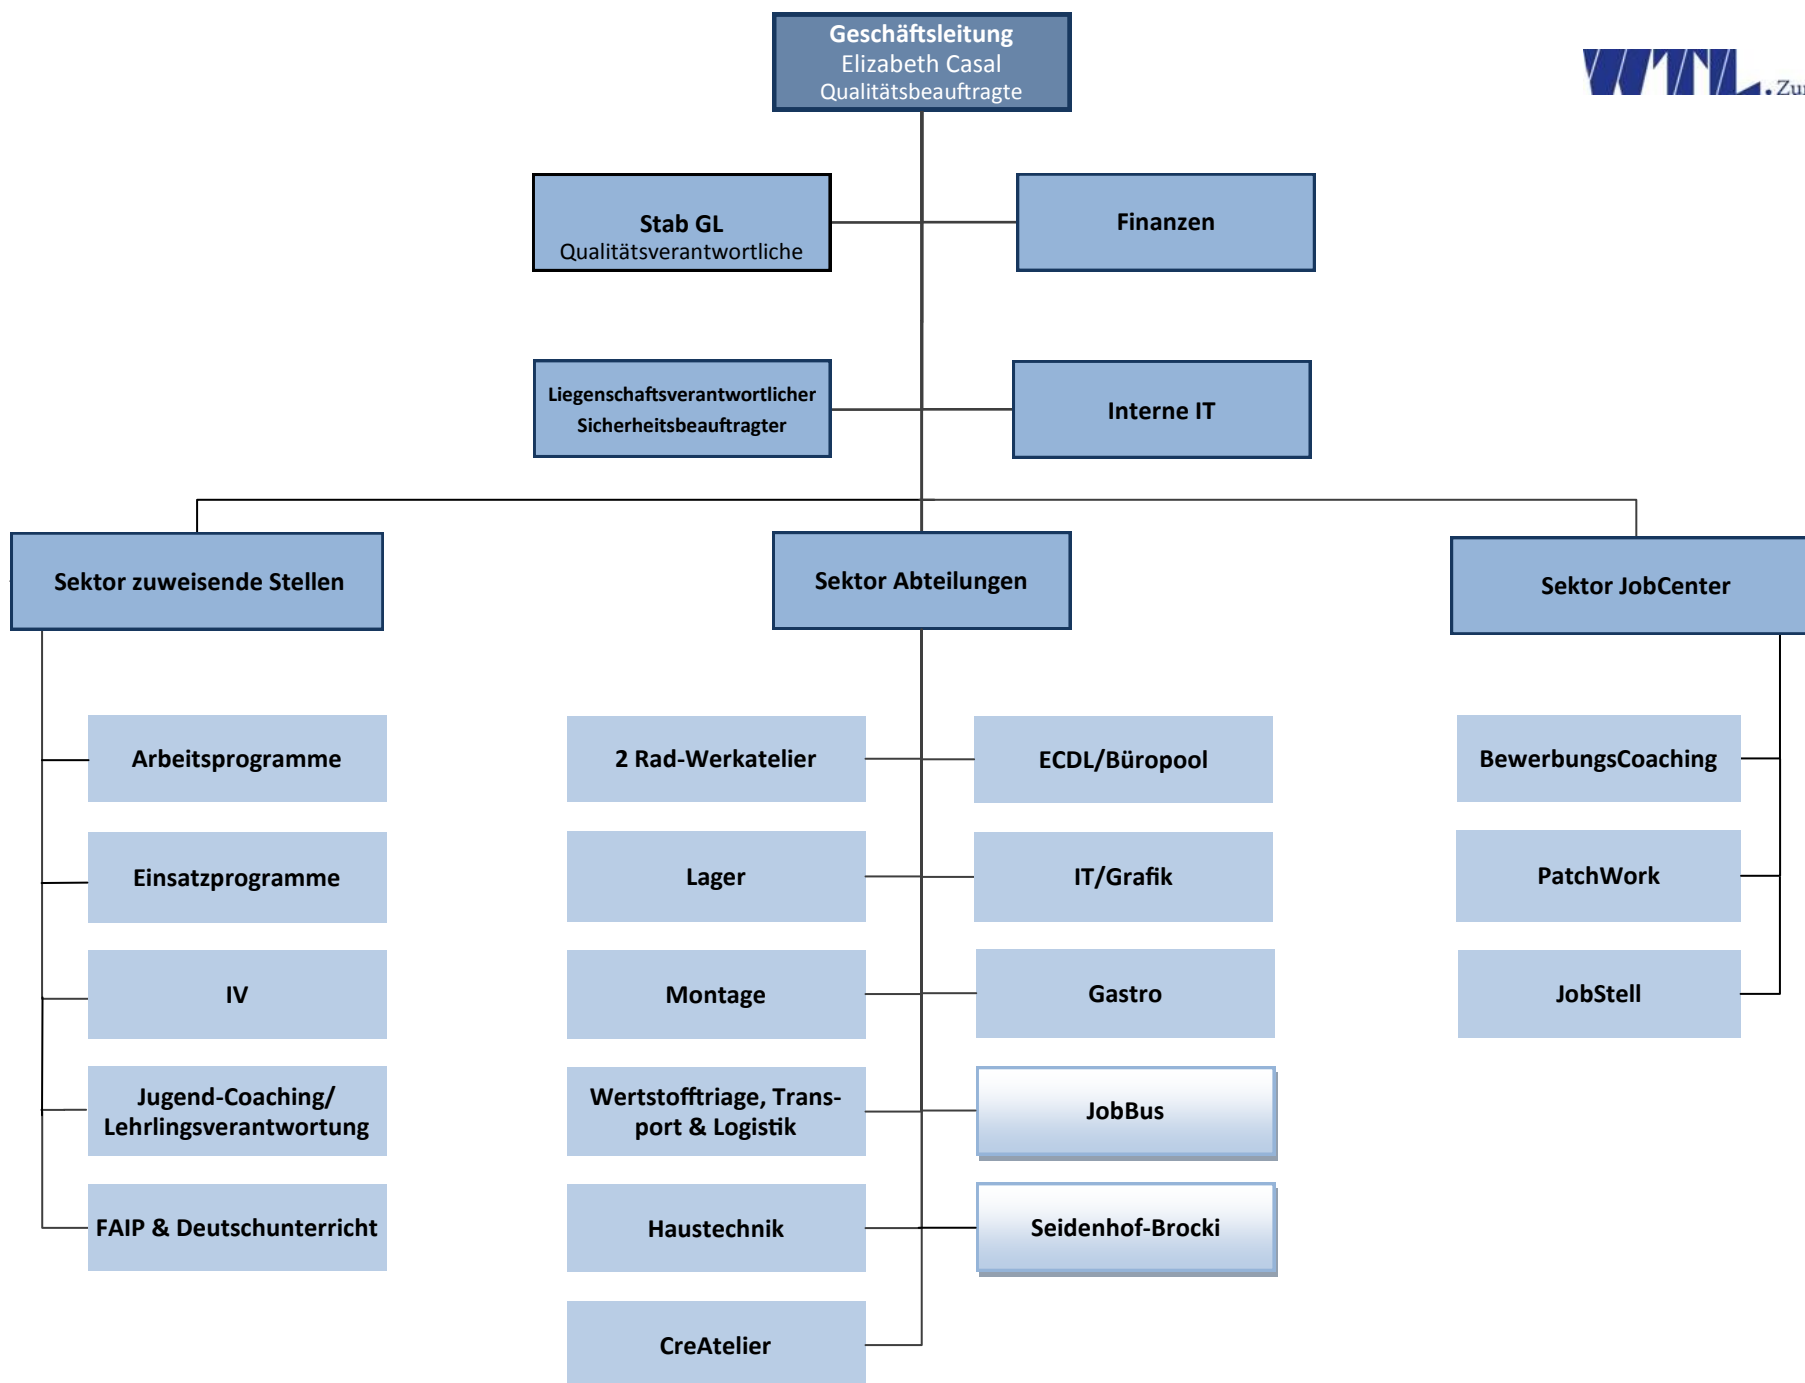 Geschäftsleitung
Elizabeth Casal
Qualitätsbeauftragte
WTL.
Stab GL
Qualitätsverantwortliche
Finanzen
Liegenschaftsverantwortlicher
Sicherheitsbeauftragter
Interne IT
Sektor zuweisende Stellen
Sektor Abteilungen
Sektor JobCenter
Arbeitsprogramme
2 Rad-Werkatelier
ECDL/Büropool
BewerbungsCoaching
Einsatzprogramme
Lager
IT/Grafik
PatchWork
IV
Montage
Gastro
JobStell
Jugend-Coaching/
Lehrlingsverantwortung
Wertstofftriage, Trans-
port & Logistik
JobBus
FAIP & Deutschunterricht
Haustechnik
Seidenhof-Brocki
CreAtelier